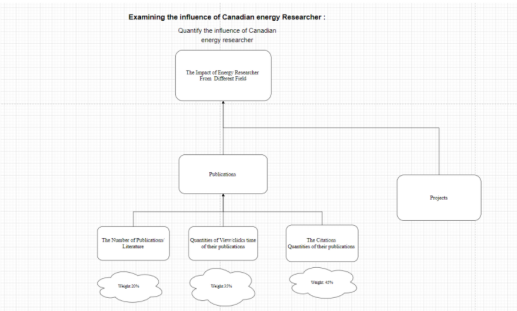 Examining the influence of Canadian energy Researcher :
Quantify the influence of Canadian
energy researcher
The Impact of Energy Researcher
From Different Field
Publications
Projects
The Number of Publications/
Literature
Quantities of View/clicks time
of their publications
The Citations
Quantities of their publications
Weight 20%
Weight
Weight